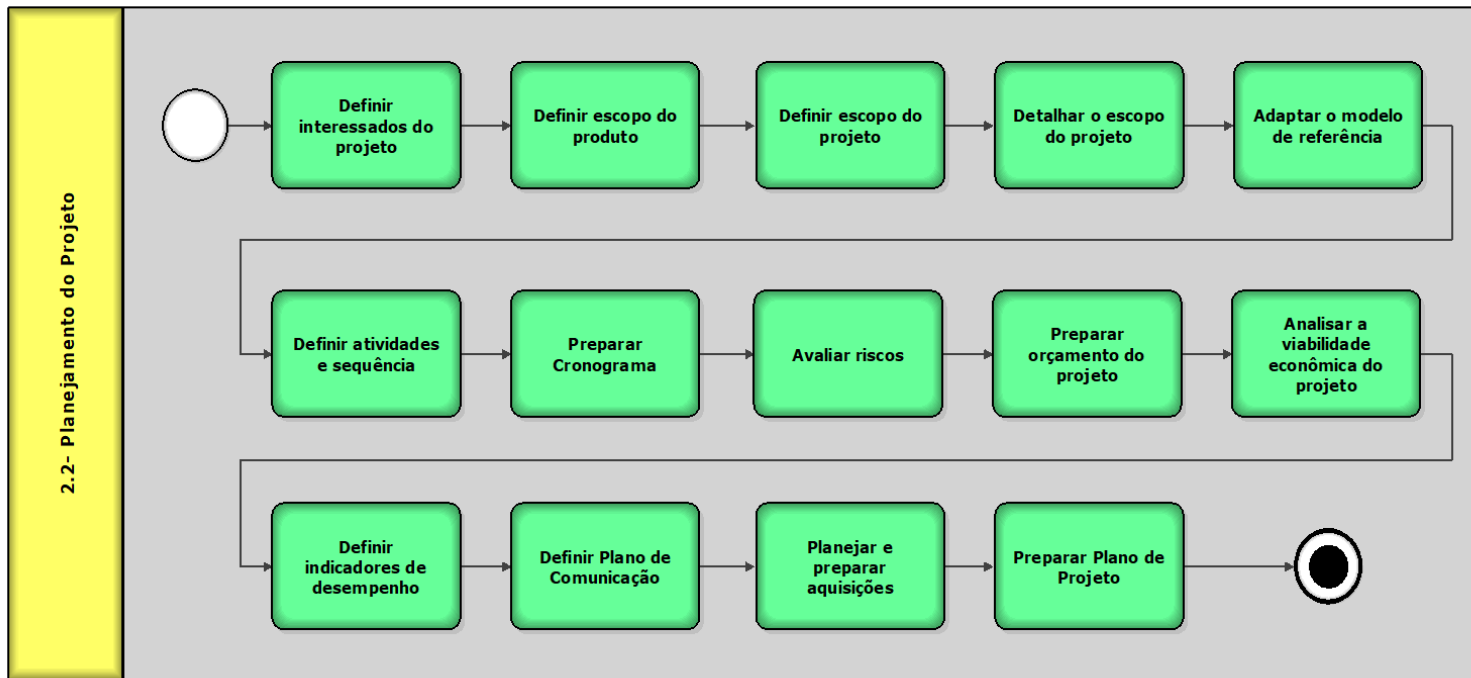 2.2- Planejamento do Projeto
Definir
interessados do
projeto
Definir escopo do
produto
Definir escopo do
projeto
Detalhar o escopo
do projeto
Adaptar o modelo
de referência
Definir atividades
e sequência
Preparar
Cronograma
Avaliar riscos
Preparar
orçamento do
projeto
Analisar a
viabilidade
econômica do
projeto
Definir
indicadores de
desempenho
Definir Plano de
Comunicação
Planejar e
preparar
aquisições
Preparar Plano de
Projeto